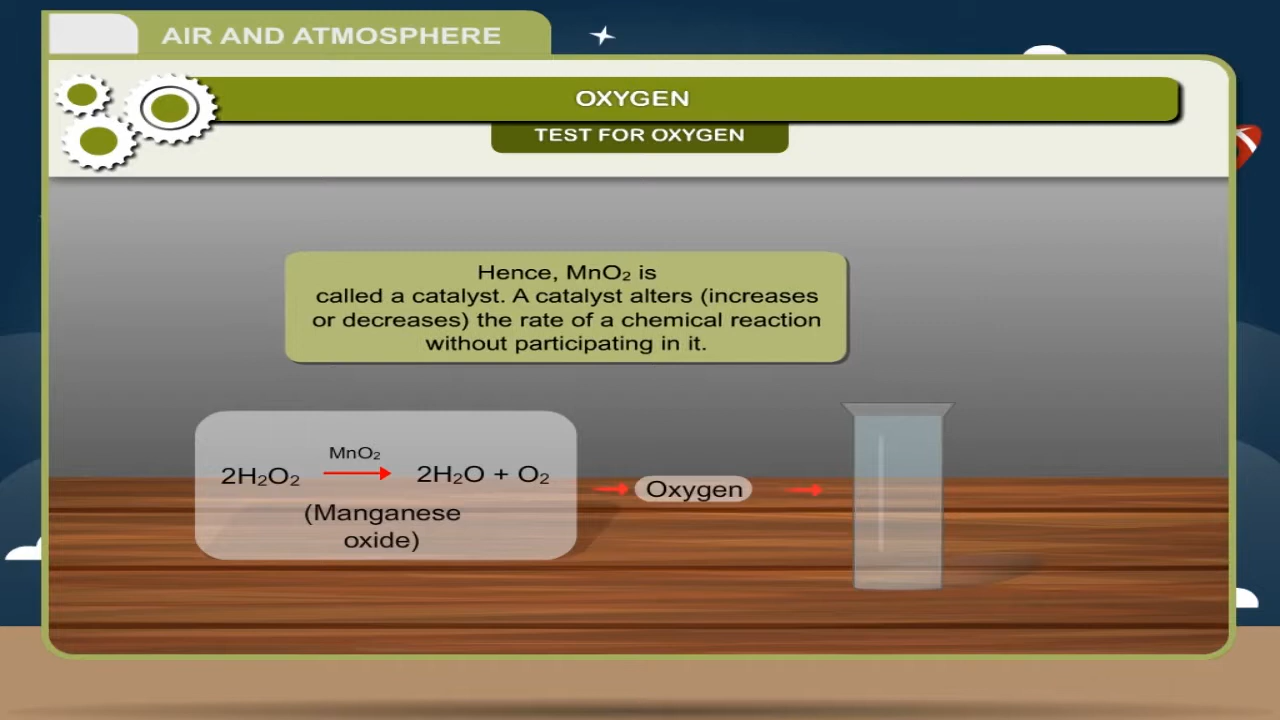 AIR AND ATMOSPHERE
OXYGEN
TEST FOR OXYGEN
Hence, MnO₂ is
called a catalyst. A catalyst alters (increases
or decreases) the rate of a chemical reaction
without participating in it.
MnO₂
2H₂O₂ → 2H₂O + O₂
(Manganese
oxide)
Oxygen